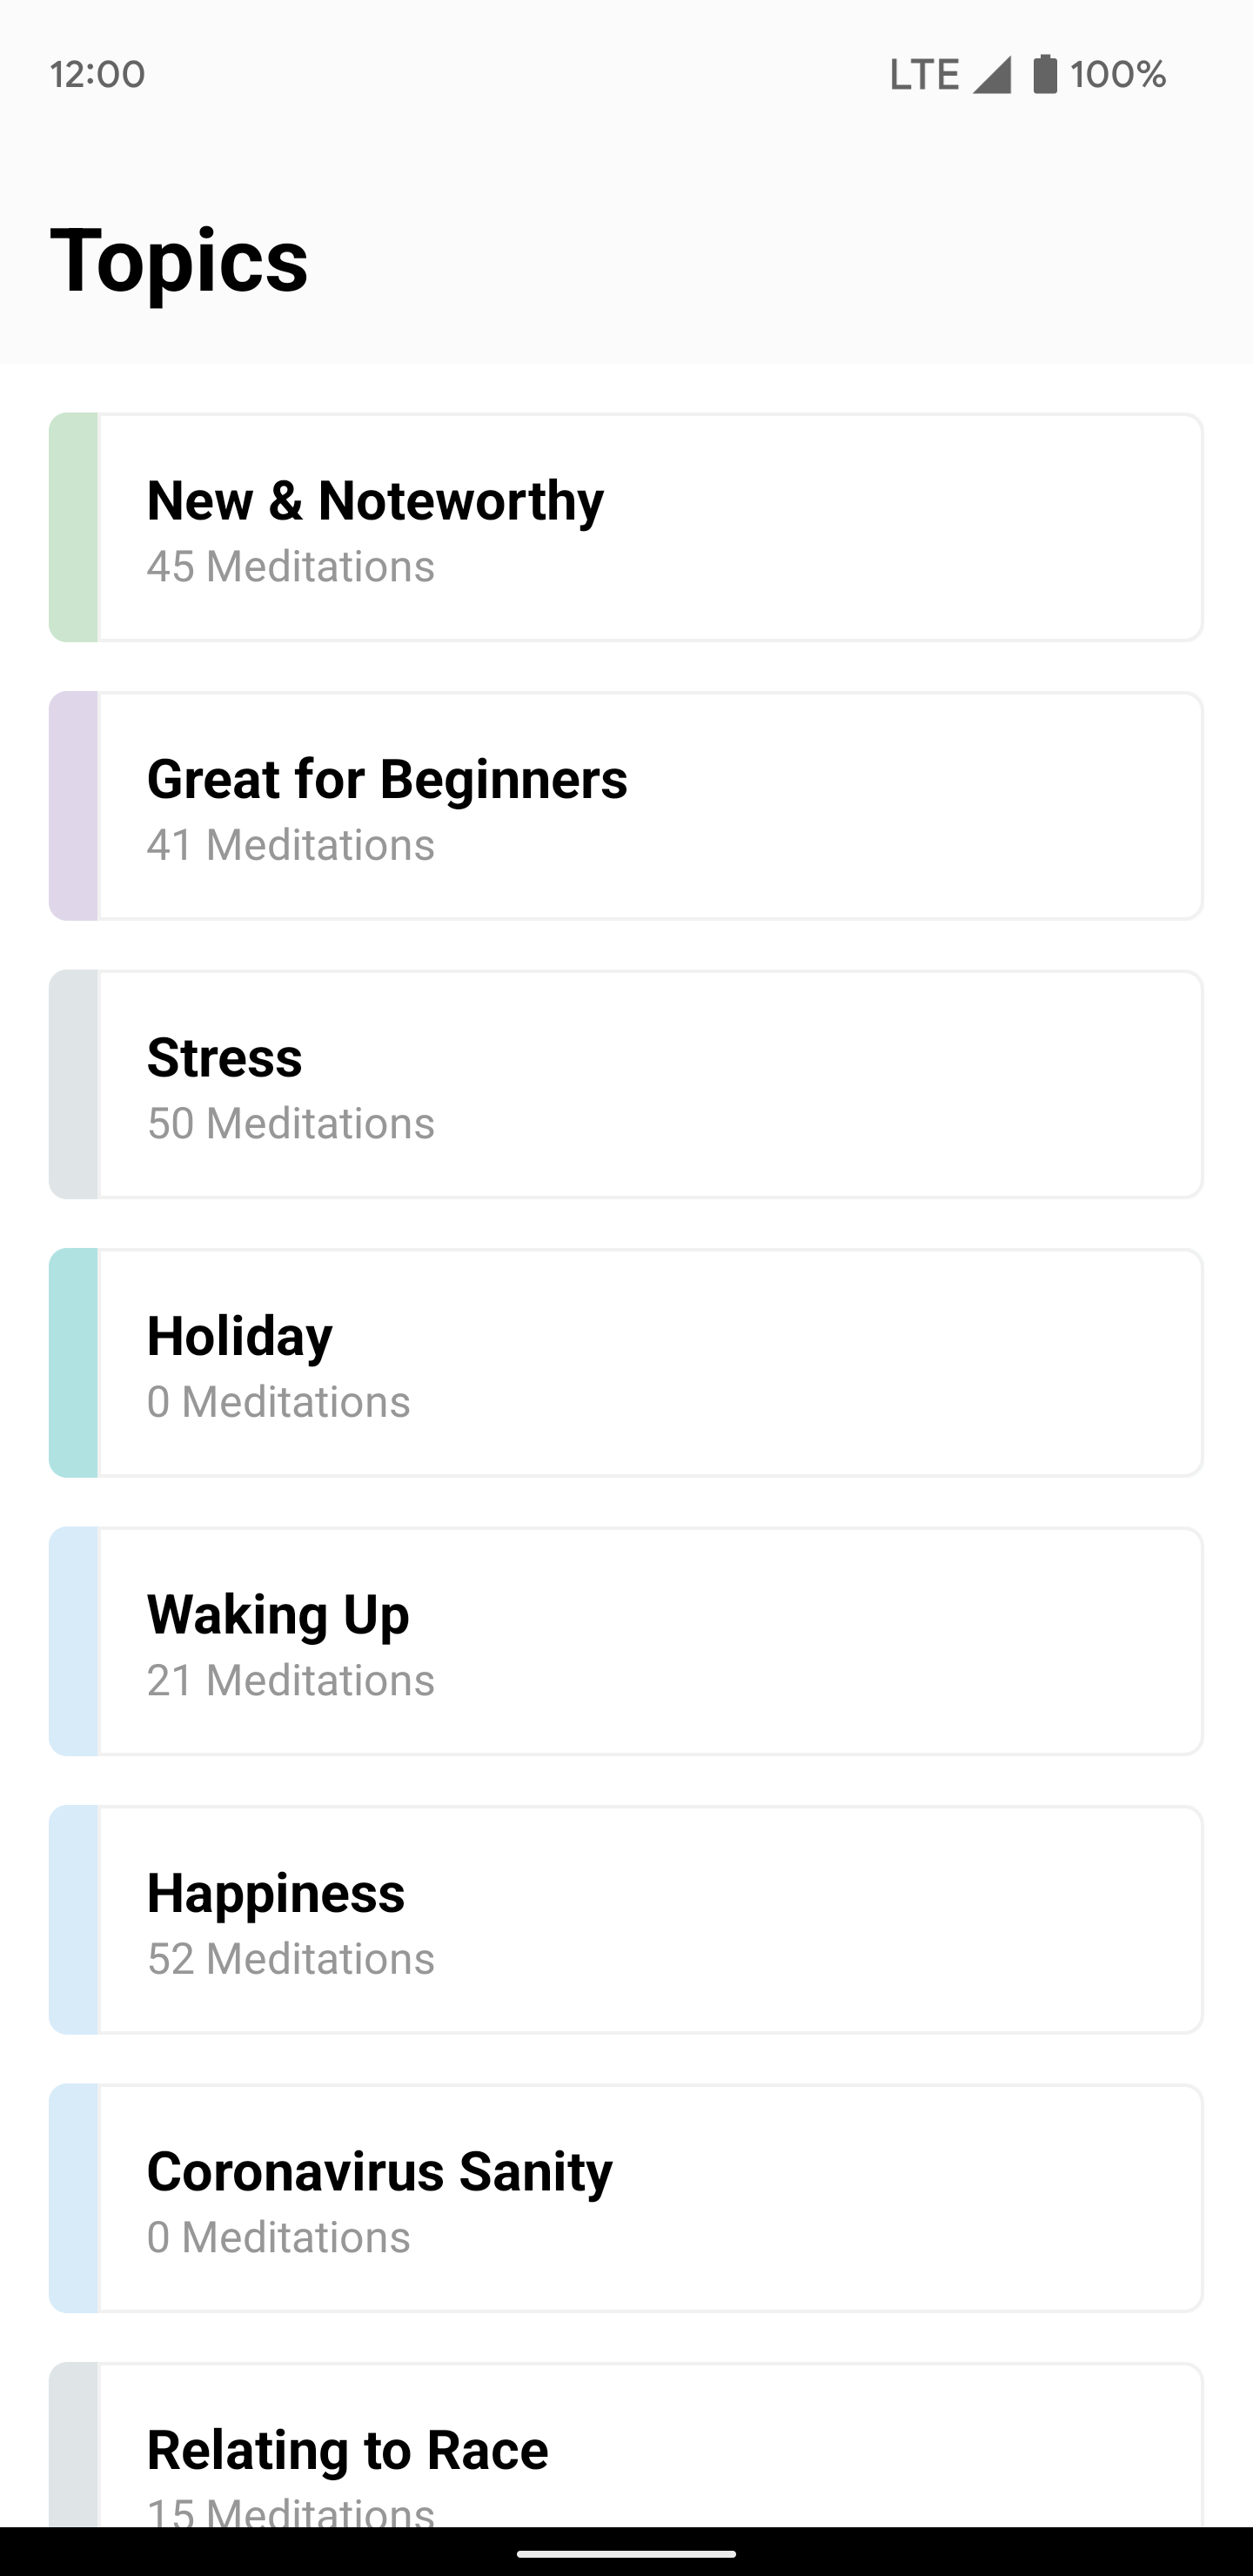 12:00 LTE 100%
Topics
New & Noteworthy
45 Meditations
Great for Beginners
41 Meditations
Stress
50 Meditations
Holiday
0 Meditations
Waking Up
21 Meditations
Happiness
52 Meditations
Coronavirus Sanity
0 Meditations
Relating to Race
15 Meditations